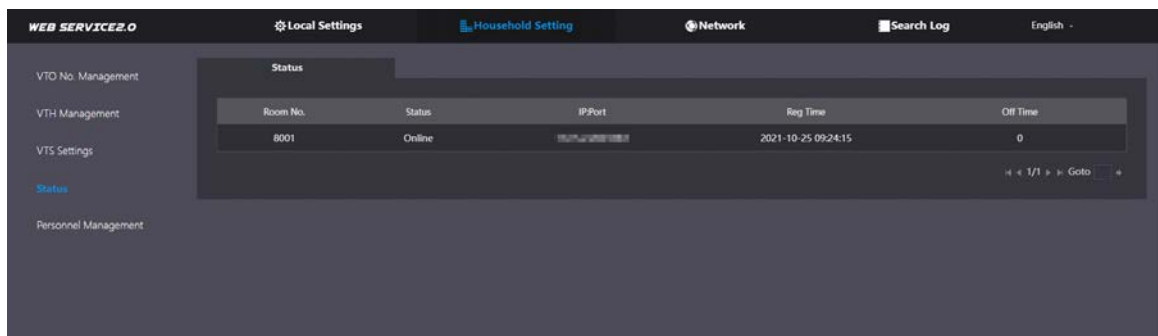 WEB SERVICE2.0 Local Settings Household Setting Network Search Log English
VTO No. Management
VTH Management
VTS Settings
Status
Personnel Management
Status
Room No. Status IP:Port Reg Time Off Time
8001 Online 2021-10-25 09:24:15 0
1/1 Goto